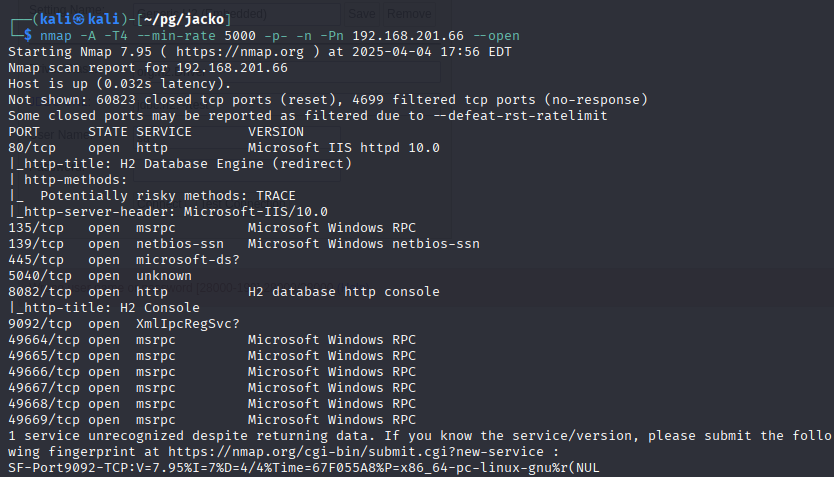 ┌──(kali㉿kali)-[~/pg/jacko]
└─$ nmap -A -T4 --min-rate 5000 -p- -n -Pn 192.168.201.66 --open
Starting Nmap 7.95 ( https://nmap.org ) at 2025-04-04 17:56 EDT
Nmap scan report for 192.168.201.66
Host is up (0.032s latency).
Not shown: 60823 closed tcp ports (reset), 4699 filtered tcp ports (no-response)
Some closed ports may be reported as filtered due to --defeat-rst-ratelimit
PORT      STATE SERVICE       VERSION
80/tcp    open  http          Microsoft IIS httpd 10.0
|_http-title: H2 Database Engine (redirect)
| http-methods:
|_  Potentially risky methods: TRACE
|_http-server-header: Microsoft-IIS/10.0
135/tcp   open  msrpc         Microsoft Windows RPC
139/tcp   open  netbios-ssn   Microsoft Windows netbios-ssn
445/tcp   open  microsoft-ds?
5040/tcp  open  unknown
8082/tcp  open  http          H2 database http console
|_http-title: H2 Console
9092/tcp  open  XmlIpcRegSvc?
49664/tcp open  msrpc         Microsoft Windows RPC
49665/tcp open  msrpc         Microsoft Windows RPC
49666/tcp open  msrpc         Microsoft Windows RPC
49667/tcp open  msrpc         Microsoft Windows RPC
49668/tcp open  msrpc         Microsoft Windows RPC
49669/tcp open  msrpc         Microsoft Windows RPC
1 service unrecognized despite returning data. If you know the service/version, please submit the follo
wing fingerprint at https://nmap.org/cgi-bin/submit.cgi?new-service :
SF-Port9092-TCP:V=7.95%I=7%D=4/4%Time=67F055A8%P=x86_64-pc-linux-gnu%r(NUL